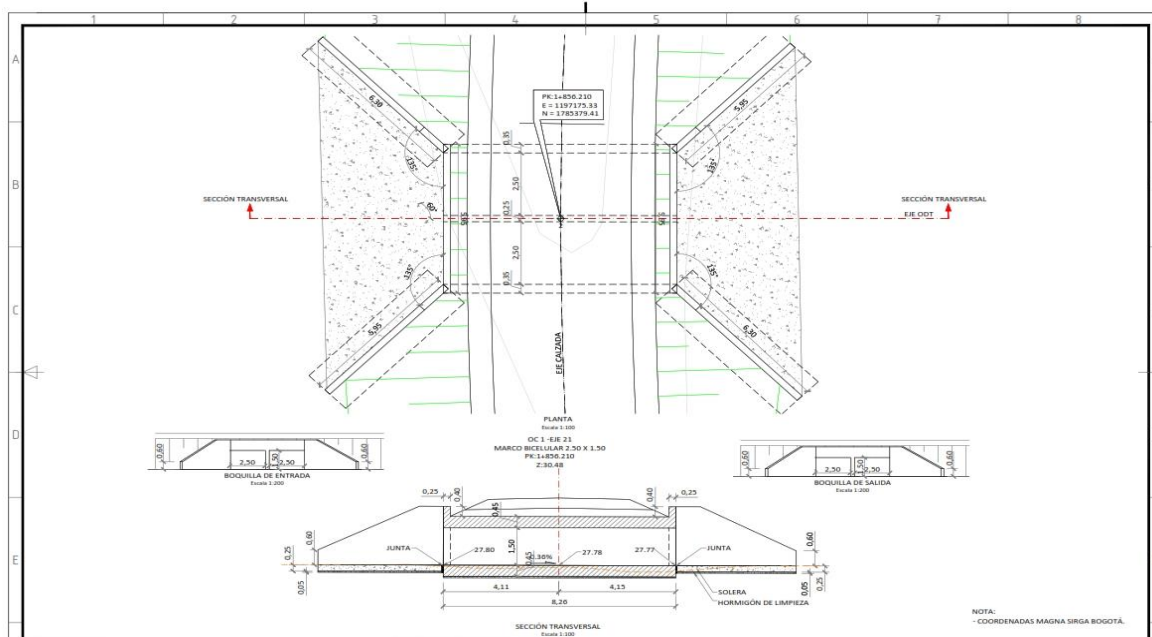 1 2 3 4 5 6 7 8
A
B
C
D
E
PK:1+856.210
E = 1197175.33
N = 1785379.41
6,30
5,95
135°
135°
0,35
2,50
0,25
2,50
0,35
60°
SECCIÓN TRANSVERSAL
SECCIÓN TRANSVERSAL
EJE ODT
135°
135°
5,95
6,30
EJE CALZADA
PLANTA
Escala 1:100
OC 1 -EJE 21
MARCO BICELULAR 2.50 X 1.50
PK:1+856.210
Z:30.48
0,60
2,50
1,50
2,50
0,60
BOQUILLA DE ENTRADA
Escala 1:200
0,60
2,50
1,50
2,50
0,60
BOQUILLA DE SALIDA
Escala 1:200
0,25
0,40
0,45
0,40
0,25
0,60
0,25
0,05
JUNTA
27.80
1,50
0.36%
27.78
27.77
JUNTA
0,60
0,05
0,25
4,11
4,15
8,26
SOLERA
HORMIGÓN DE LIMPIEZA
SECCIÓN TRANSVERSAL
Escala 1:100
NOTA:
- COORDENADAS MAGNA SIRGA BOGOTÁ.